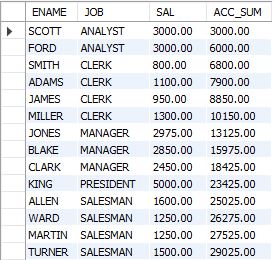 ENAME JOB SAL ACC_SUM
SCOTT ANALYST 3000.00 3000.00
FORD ANALYST 3000.00 6000.00
SMITH CLERK 800.00 6800.00
ADAMS CLERK 1100.00 7900.00
JAMES CLERK 950.00 8850.00
MILLER CLERK 1300.00 10150.00
JONES MANAGER 2975.00 13125.00
BLAKE MANAGER 2850.00 15975.00
CLARK MANAGER 2450.00 18425.00
KING PRESIDENT 5000.00 23425.00
ALLEN SALESMAN 1600.00 25025.00
WARD SALESMAN 1250.00 26275.00
MARTIN SALESMAN 1250.00 27525.00
TURNER SALESMAN 1500.00 29025.00